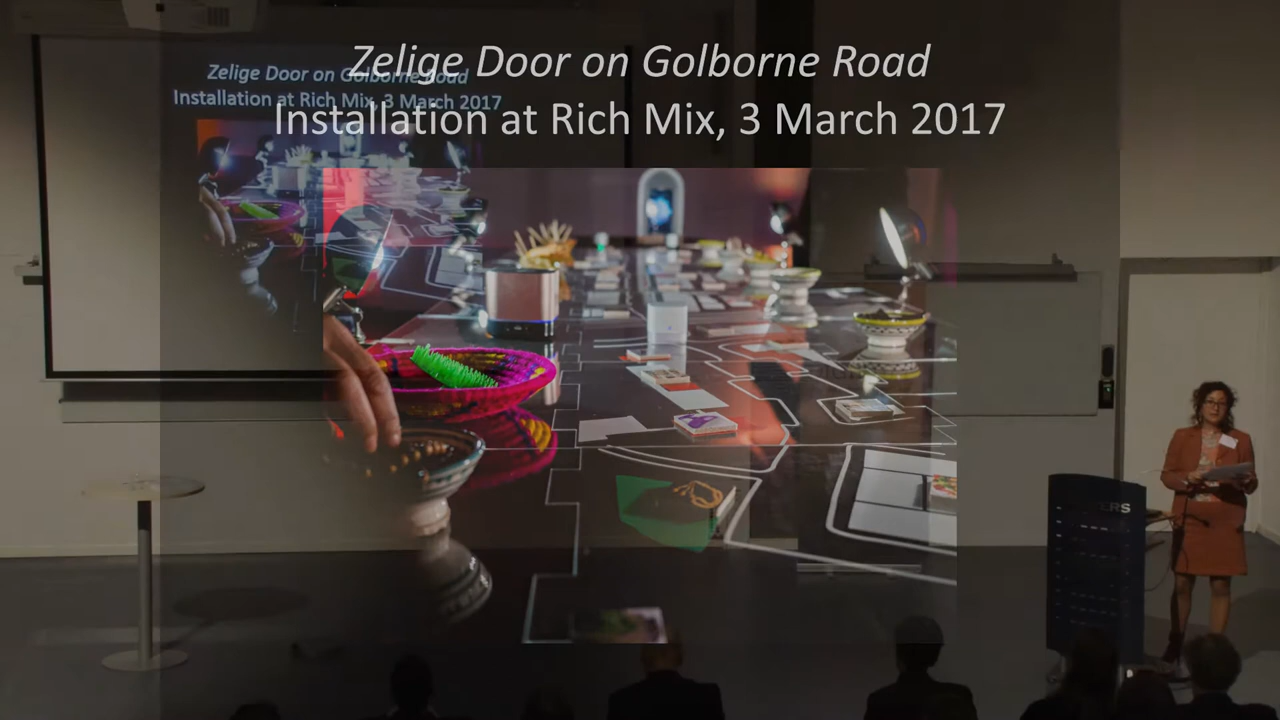 Zelige Door on Golborne Road
Installation at Rich Mix, 3 March 2017
Zelige Door on Golborne Road
Installation at Rich Mix, 3 March 2017